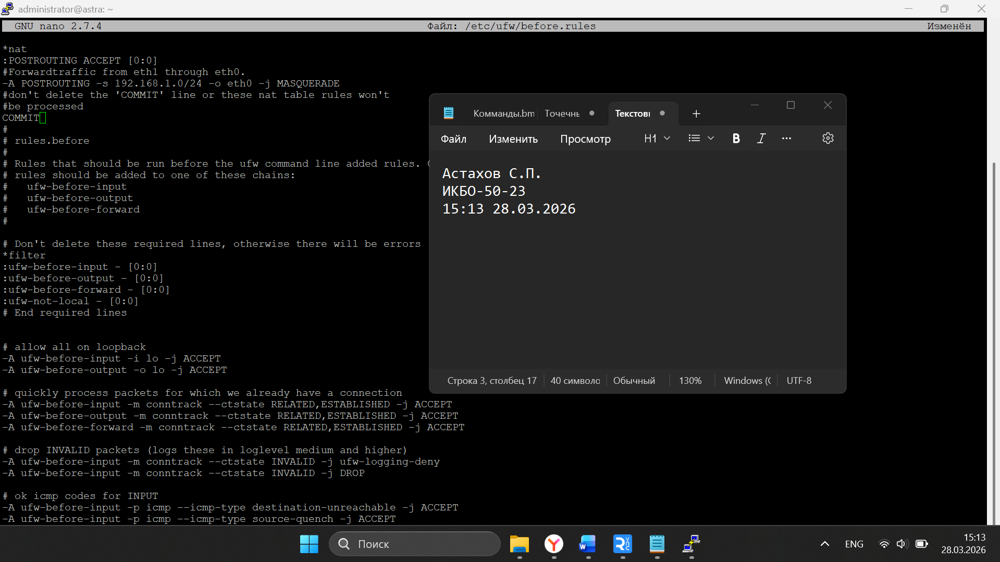 administrator@astra: ~
GNU nano 2.7.4 Файл: /etc/ufw/before.rules Изменён
*nat
:POSTROUTING ACCEPT [0:0]
#Forwardtraffic from eth1 through eth0.
-A POSTROUTING -s 192.168.1.0/24 -o eth0 -j MASQUERADE
#don't delete the 'COMMIT' line or these nat table rules won't
#be processed
COMMIT
#
# rules.before
#
# Rules that should be run before the ufw command line added rules.
# rules should be added to one of these chains:
#   ufw-before-input
#   ufw-before-output
#   ufw-before-forward
#
# Don't delete these required lines, otherwise there will be errors
*filter
:ufw-before-input - [0:0]
:ufw-before-output - [0:0]
:ufw-before-forward - [0:0]
:ufw-not-local - [0:0]
# End required lines
# allow all on loopback
-A ufw-before-input -i lo -j ACCEPT
-A ufw-before-output -o lo -j ACCEPT
# quickly process packets for which we already have a connection
-A ufw-before-input -m conntrack --ctstate RELATED,ESTABLISHED -j ACCEPT
-A ufw-before-output -m conntrack --ctstate RELATED,ESTABLISHED -j ACCEPT
-A ufw-before-forward -m conntrack --ctstate RELATED,ESTABLISHED -j ACCEPT
# drop INVALID packets (logs these in loglevel medium and higher)
-A ufw-before-input -m conntrack --ctstate INVALID -j ufw-logging-deny
-A ufw-before-input -m conntrack --ctstate INVALID -j DROP
# ok icmp codes for INPUT
-A ufw-before-input -p icmp --icmp-type destination-unreachable -j ACCEPT
-A ufw-before-input -p icmp --icmp-type source-quench -j ACCEPT
Комманды.bm Точечнь Текстові
Файл Изменить Просмотр H1 B I
Астахов С.П.
ИКБО-50-23
15:13 28.03.2026
Строка 3, столбец 17 40 символо Обычный 130% Windows (C UTF-8
Поиск
ENG
15:13
28.03.2026